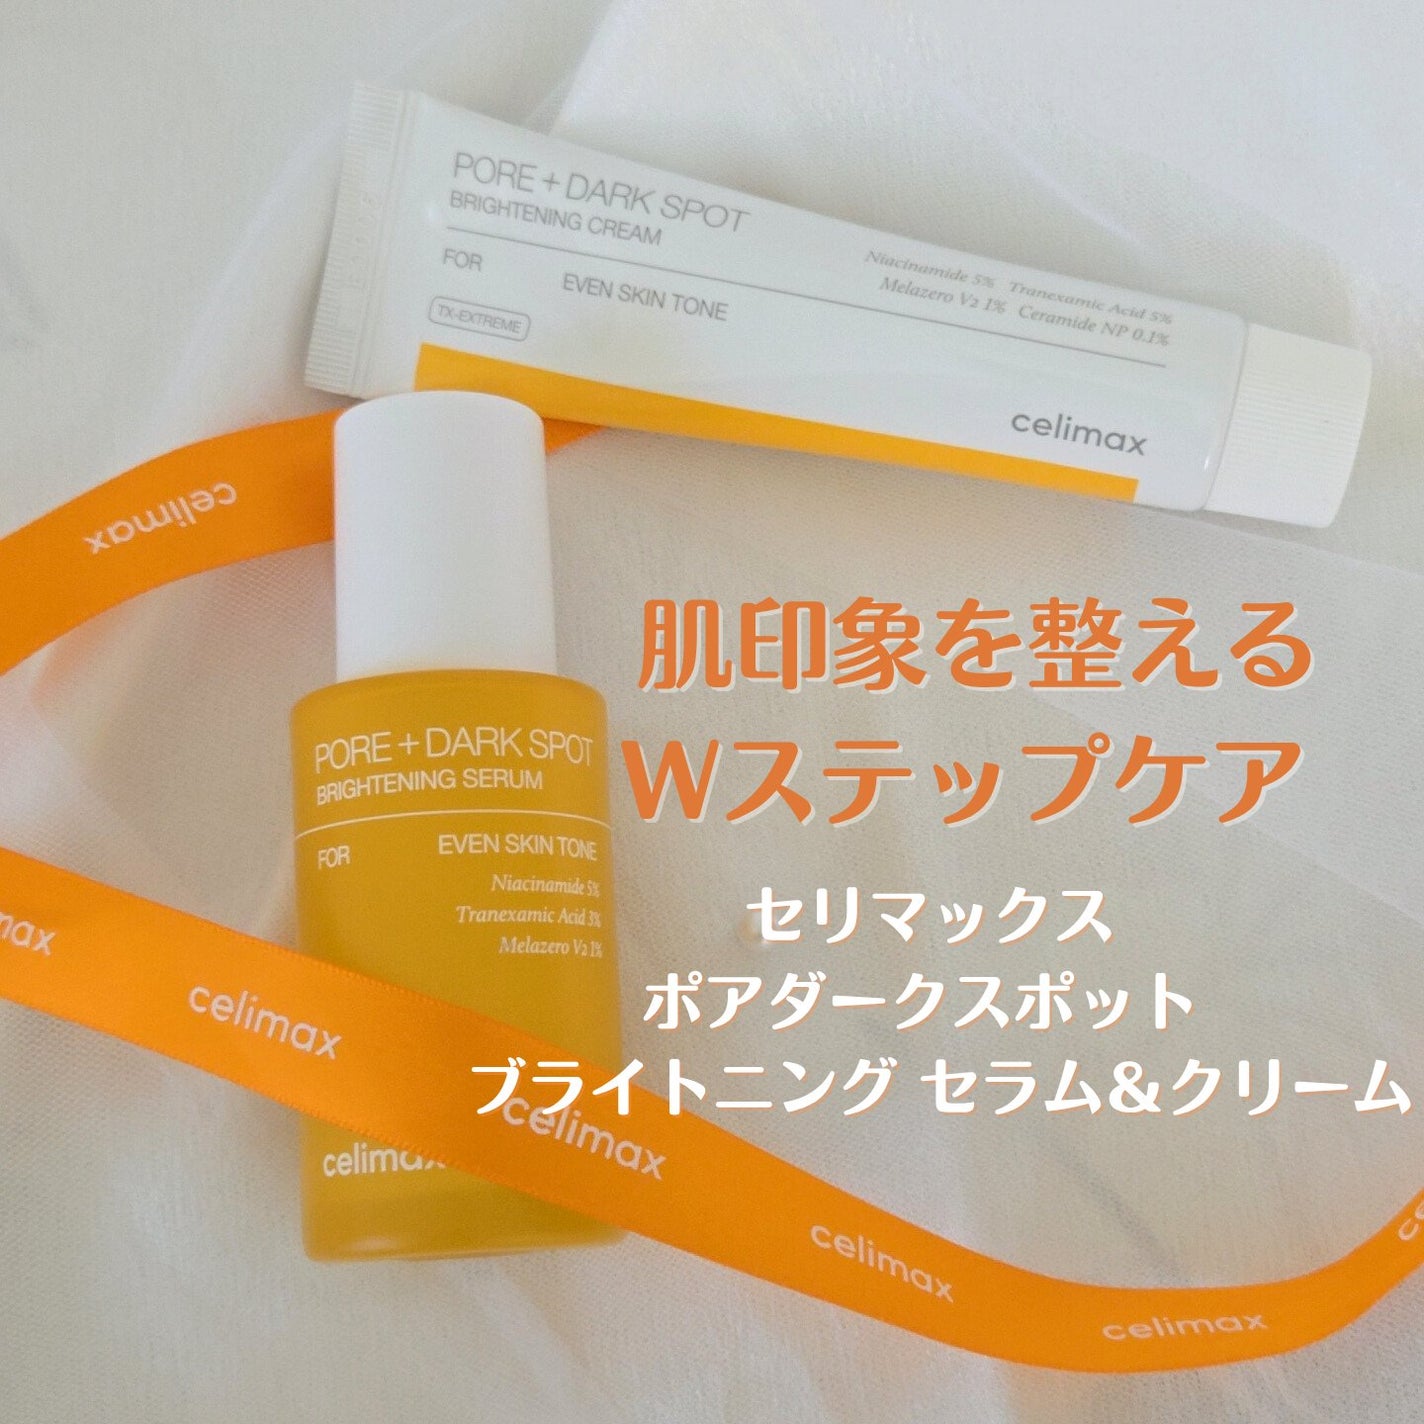 PORE + DARK SPOT
BRIGHTENING CREAM
Niacinamide 5% Tranexamic Acid 5%
Melazero V2 1% Ceramide NP 0.1%
FOR EVEN SKIN TONE
TX-EXTREME
celimax
celimax
肌印象を整える
Wステップケア
PORE + DARK SPOT
BRIGHTENING SERUM
FOR EVEN SKIN TONE
Niacinamide 5%
Tranexamic Acid 3%
Melazero V2 1%
セリマックス
ポアダークスポット
ブライトニング セラム&クリーム
max
celimax
celimax
celimax
celimax
celimax
ce